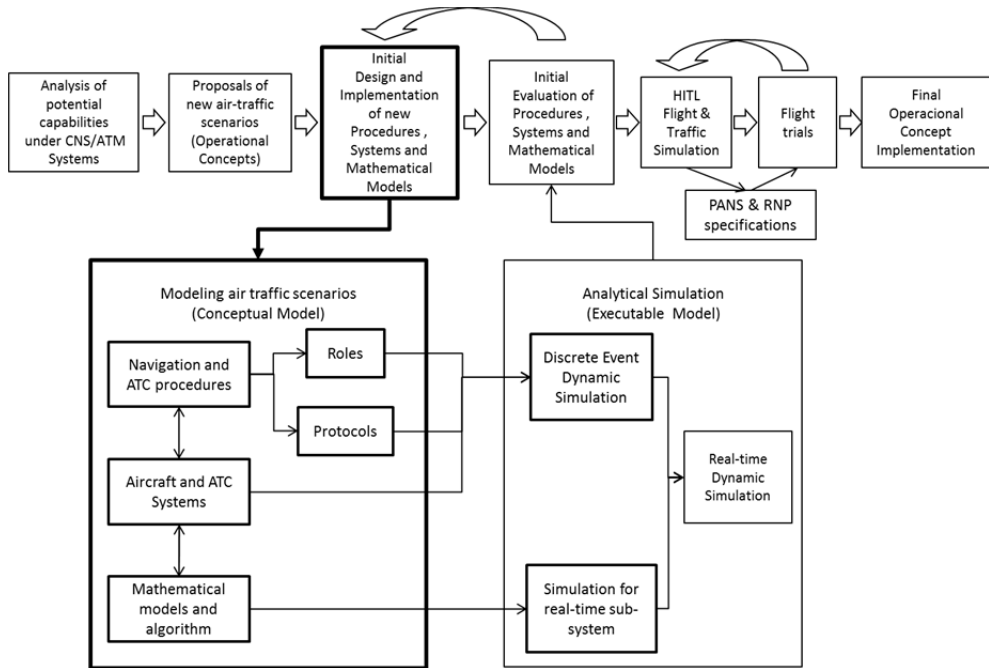 Analysis of
potential
capabilities
under CNS/ATM
Systems
Proposals of
new air-traffic
scenarios
(Operational
Concepts)
Initial
Design and
Implementation
of new
Procedures ,
Systems and
Mathematical
Models
Initial
Evaluation of
Procedures ,
Systems and
Mathematical
Models
HITL
Flight &
Traffic
Simulation
Flight
trials
Final
Operacional
Concept
Implementation
PANS & RNP
specifications
Modeling air traffic scenarios
(Conceptual Model)
Navigation and
ATC procedures
Roles
Protocols
Aircraft and ATC
Systems
Mathematical
models and
algorithm
Analytical Simulation
(Executable Model)
Discrete Event
Dynamic
Simulation
Real-time
Dynamic
Simulation
Simulation for
real-time sub-
system